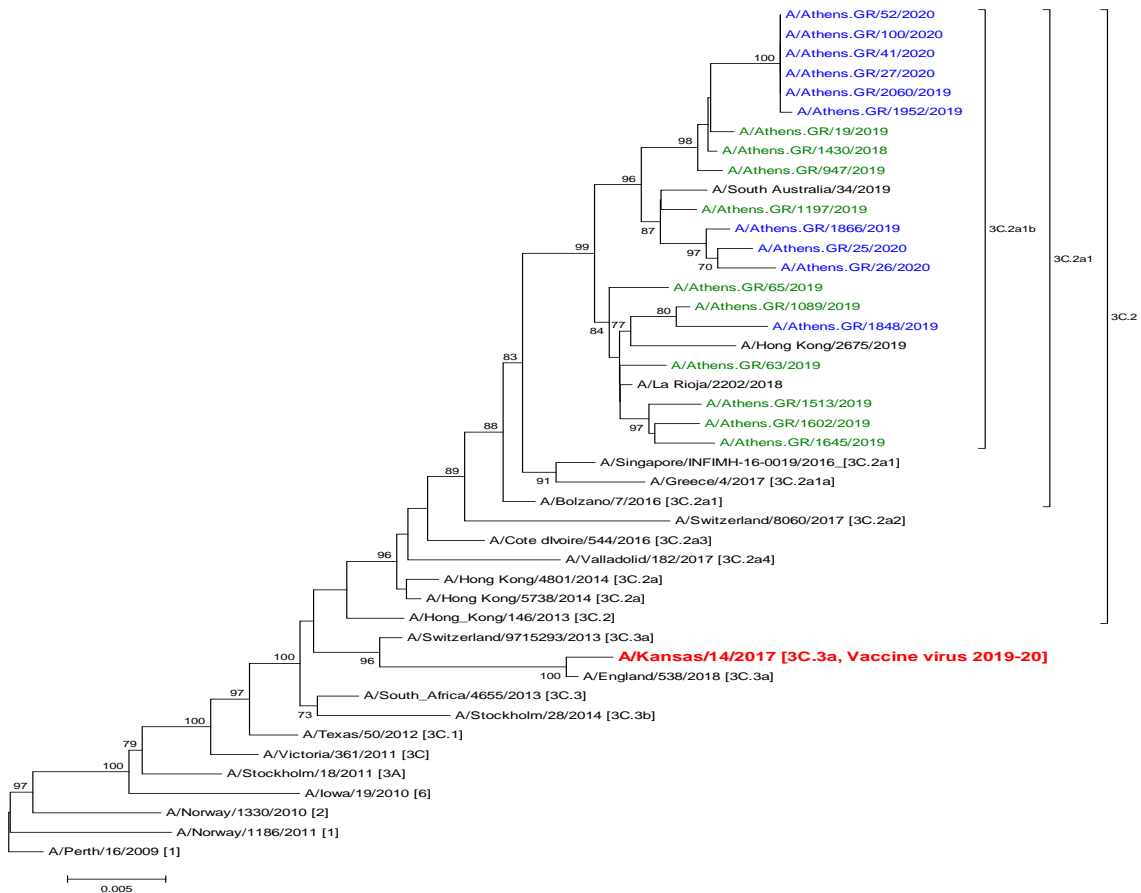 A/Athens.GR/52/2020
A/Athens.GR/100/2020
A/Athens.GR/41/2020
100
A/Athens.GR/27/2020
A/Athens.GR/2060/2019
A/Athens.GR/1952/2019
A/Athens.GR/19/2019
98
A/Athens.GR/1430/2018
A/Athens.GR/947/2019
96
A/South Australia/34/2019
A/Athens.GR/1197/2019
87
A/Athens.GR/1866/2019
3C.2a1b
99
97
A/Athens.GR/25/2020
3C.2a1
70
A/Athens.GR/26/2020
A/Athens.GR/65/2019
A/Athens.GR/1089/2019
80
3C.2
84
77
A/Athens.GR/1848/2019
A/Hong Kong/2675/2019
83
A/Athens.GR/63/2019
A/La Rioja/2202/2018
A/Athens.GR/1513/2019
A/Athens.GR/1602/2019
88
97
A/Athens.GR/1645/2019
A/Singapore/INFIMH-16-0019/2016_[3C.2a1]
89
91
A/Greece/4/2017 [3C.2a1a]
A/Bolzano/7/2016 [3C.2a1]
A/Switzerland/8060/2017 [3C.2a2]
A/Cote dIvoire/544/2016 [3C.2a3]
96
A/Valladolid/182/2017 [3C.2a4]
A/Hong Kong/4801/2014 [3C.2a]
A/Hong Kong/5738/2014 [3C.2a]
A/Hong_Kong/146/2013 [3C.2]
A/Switzerland/9715293/2013 [3C.3a]
100
96
A/Kansas/14/2017 [3C.3a, Vaccine virus 2019-20]
100
A/England/538/2018 [3C.3a]
97
A/South_Africa/4655/2013 [3C.3]
73
A/Stockholm/28/2014 [3C.3b]
100
A/Texas/50/2012 [3C.1]
79
A/Victoria/361/2011 [3C]
100
A/Stockholm/18/2011 [3A]
97
A/Iowa/19/2010 [6]
A/Norway/1330/2010 [2]
A/Norway/1186/2011 [1]
A/Perth/16/2009 [1]
0.005